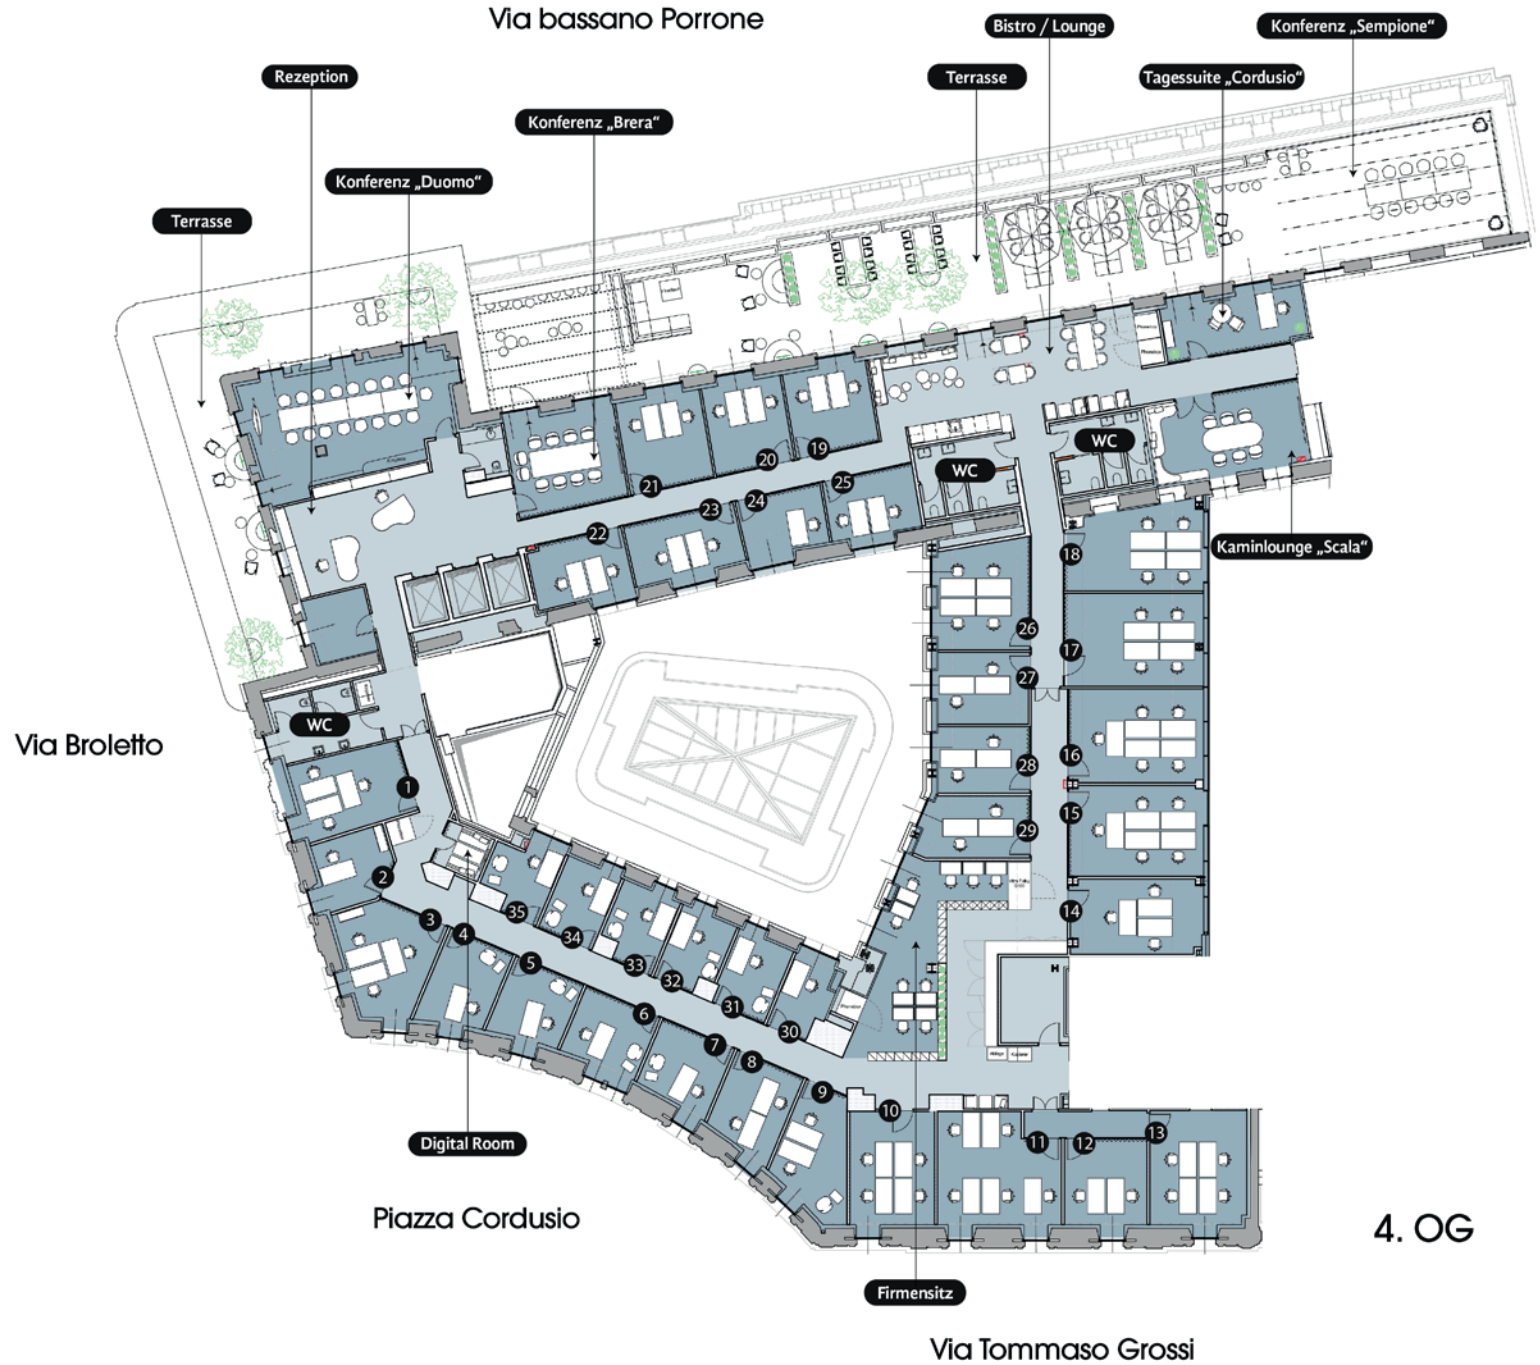 Via bassano Porrone
Bistro / Lounge
Konferenz „Sempione“
Rezeption
Terrasse
Tagessuite „Cordusio“
Konferenz „Brera“
Konferenz „Duomo“
Terrasse
WC
WC
19
20
21
25
24
23
22
Kaminlounge „Scala“
18
26
17
27
WC
Via Broletto
16
28
1
15
29
2
14
35
3
4
34
5
33
32
31
6
30
7
8
9
10
11
12
13
Digital Room
Piazza Cordusio
4. OG
Firmensitz
Via Tommaso Grossi